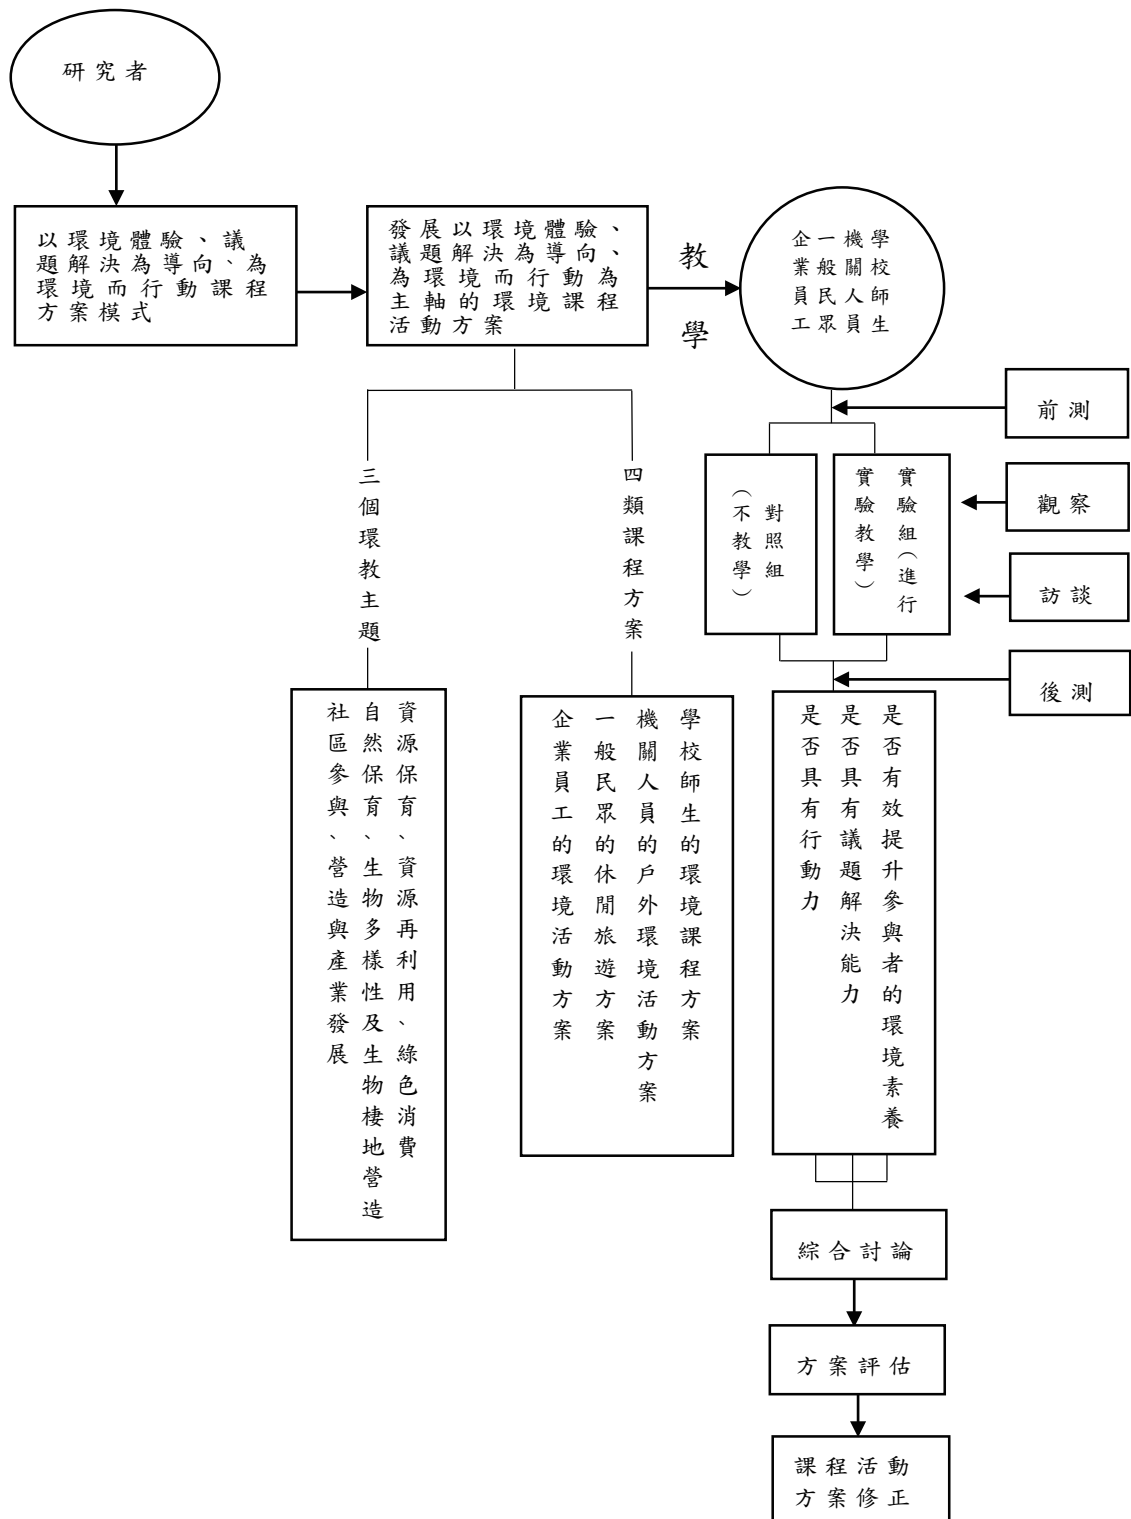 研究者
以環境體驗、議
題解決為導向、為
環境而行動課程
方案模式
發展以環境體驗、
議題解決為導向、
為環境而行動為
主軸的環境課程
活動方案
教
學
學校師生
機關人員
一般民眾
企業員工
前測
觀察
訪談
後測
實驗組(進行
實驗教學)
對照組
(不教學)
三個環教主題
四類課程方案
資源保育、資源再利用、綠色消費
自然保育、生物多樣性及生物棲地營造
社區參與、營造與產業發展
學校師生的環境課程方案
機關人員的戶外環境活動方案
一般民眾的休閒旅遊方案
企業員工的環境活動方案
是否有效提升參與者的環境素養
是否具有議題解決能力
是否具有行動力
綜合討論
方案評估
課程活動
方案修正